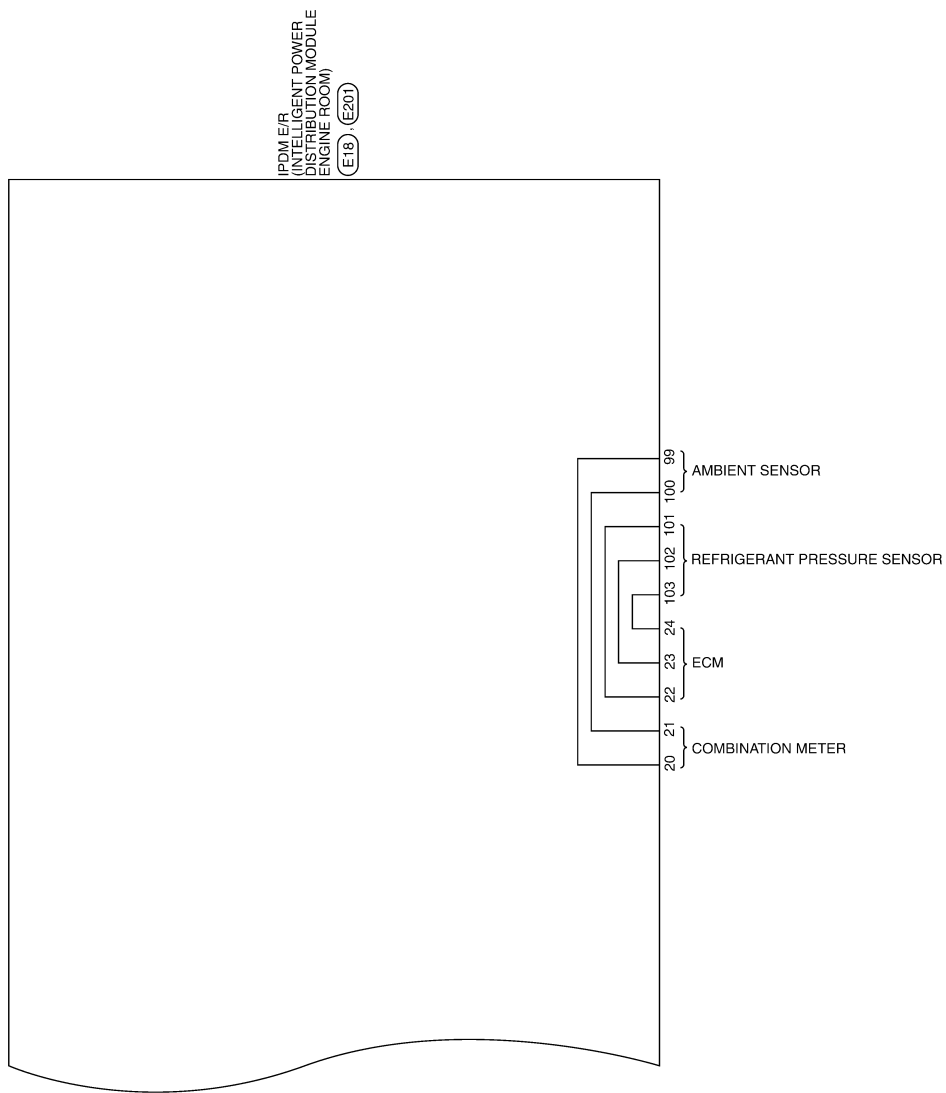 IPDM E/R
(INTELLIGENT POWER
DISTRIBUTION MODULE
ENGINE ROOM)
E18 , E201
99
AMBIENT SENSOR
100
101
102
REFRIGERANT PRESSURE SENSOR
103
24
23
ECM
22
21
COMBINATION METER
20